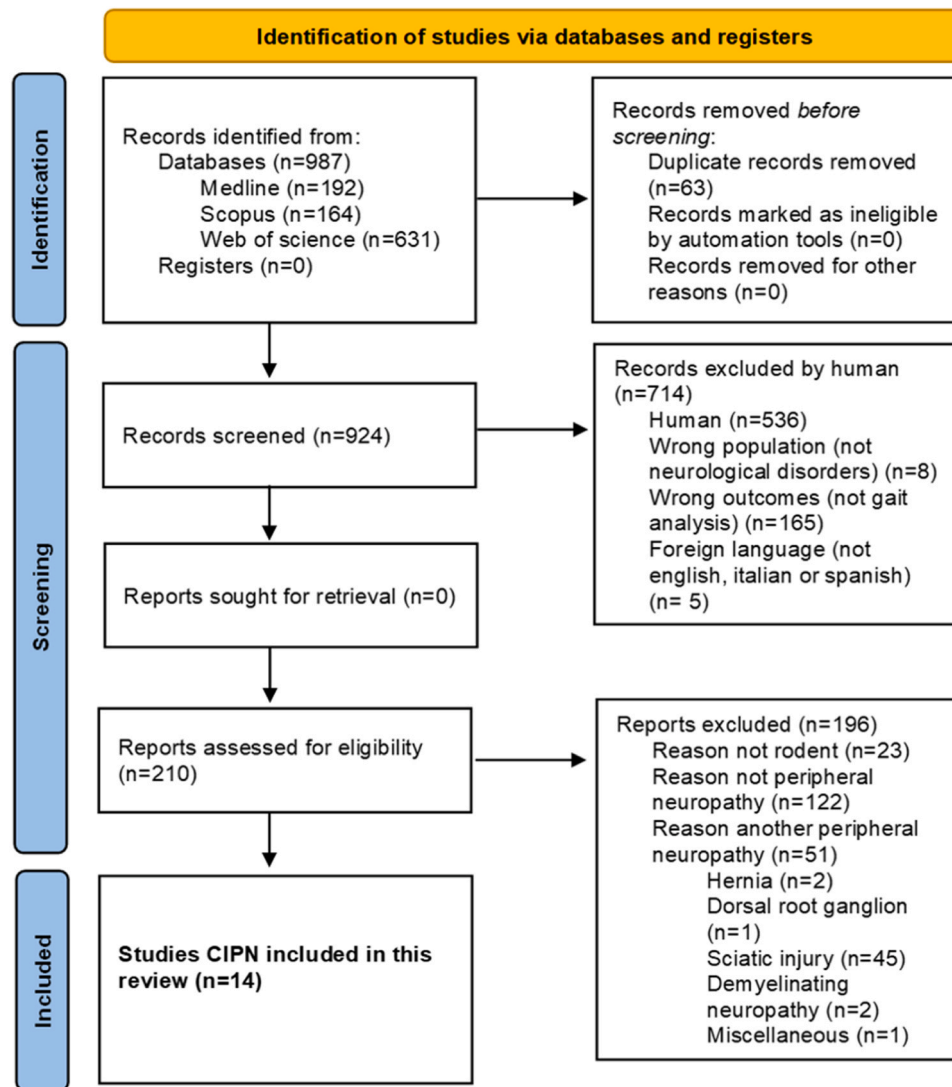 Identification of studies via databases and registers
Identification
Records identified from:
Databases (n=987)
Medline (n=192)
Scopus (n=164)
Web of science (n=631)
Registers (n=0)
Records removed before
screening:
Duplicate records removed
(n=63)
Records marked as ineligible
by automation tools (n=0)
Records removed for other
reasons (n=0)
Screening
Records screened (n=924)
Records excluded by human
(n=714)
Human (n=536)
Wrong population (not
neurological disorders) (n=8)
Wrong outcomes (not gait
analysis) (n=165)
Foreign language (not
english, italian or spanish)
(n= 5)
Reports sought for retrieval (n=0)
Reports assessed for eligibility
(n=210)
Reports excluded (n=196)
Reason not rodent (n=23)
Reason not peripheral
neuropathy (n=122)
Reason another peripheral
neuropathy (n=51)
Hernia (n=2)
Dorsal root ganglion
(n=1)
Sciatic injury (n=45)
Demyelinating
neuropathy (n=2)
Miscellaneous (n=1)
Included
Studies CIPN included in this
review (n=14)